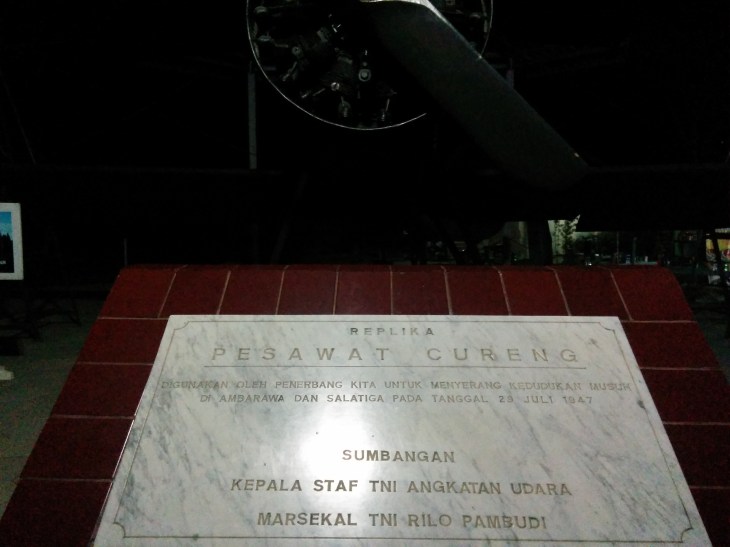 REPLIKA
PESAWAT CURENG
DIGUNAKAN OLEH PENERBANG KITA UNTUK MENYERANG KEDUDUKAN MUSUH
DI AMBARAWA DAN SALATIGA PADA TANGGAL 29 JULI 1947
SUMBANGAN
KEPALA STAF TNI ANGKATAN UDARA
MARSEKAL TNI RILO PAMBUDI